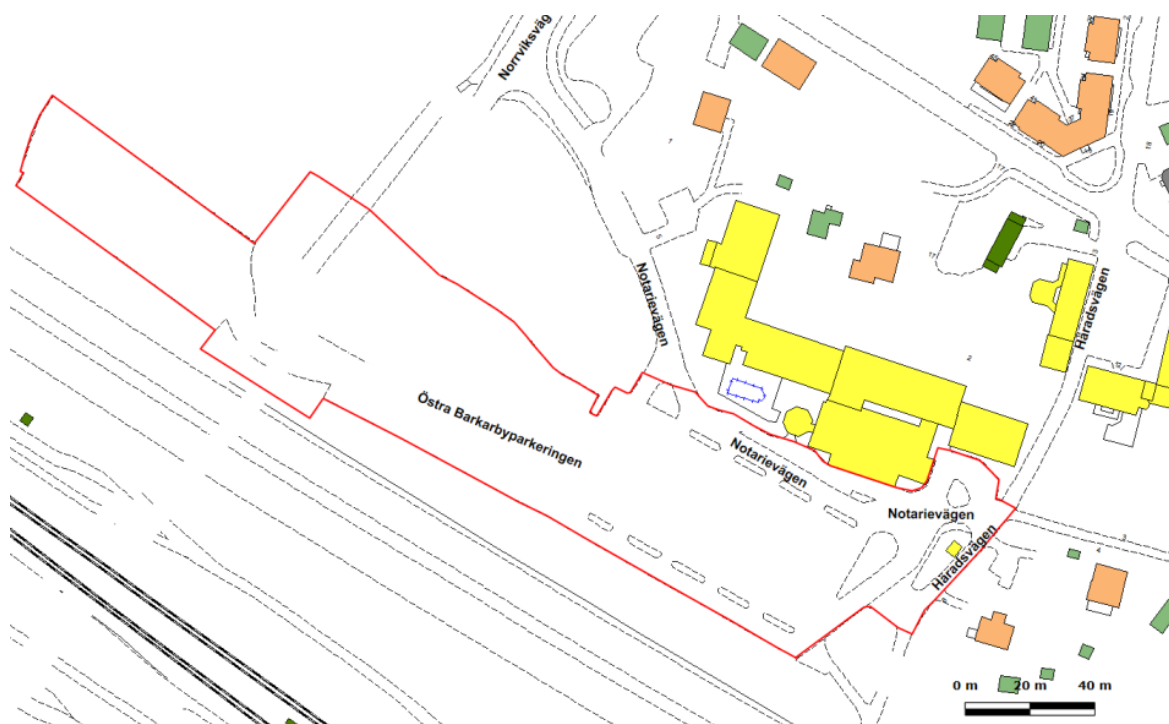 Norrviksväg
Notarievägen
Häradsvägen
Östra Barkarbyparkeringen
Notarievägen
Notarievägen
Häradsvägen
0 m 20 m 40 m